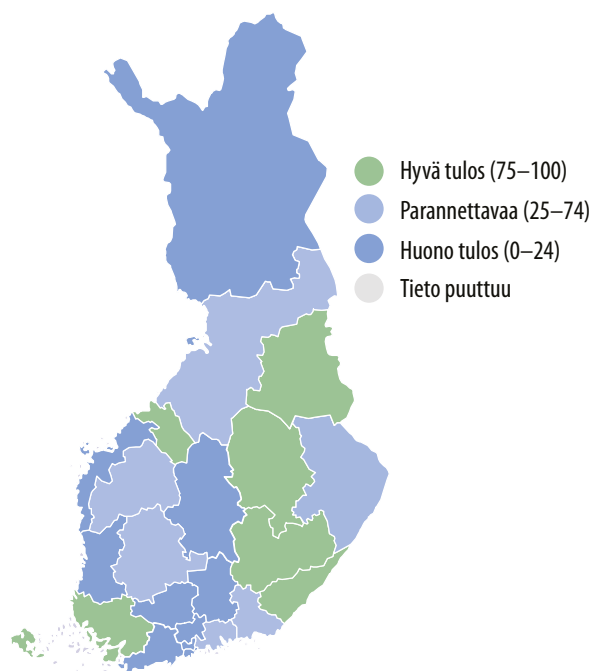 Hyvä tulos (75–100)
Parannettavaa (25–74)
Huono tulos (0–24)
Tieto puuttuu